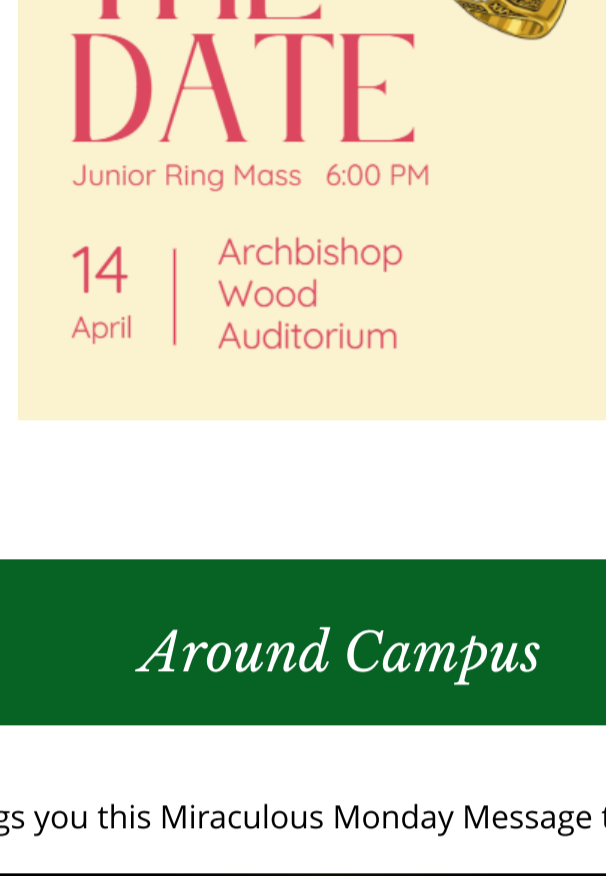 THE
DATE
Junior Ring Mass 6:00 PM
14
April
Archbishop
Wood
Auditorium
Around Campus
gs you this Miraculous Monday Message t